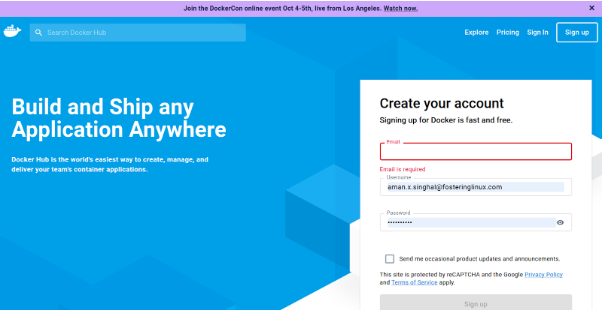 Join the DockerCon online event Oct 4-5th, live from Los Angeles. Watch now.
Search Docker Hub
Explore Pricing Sign In Sign up
Build and Ship any
Application Anywhere
Docker Hub is the world's easiest way to create, manage, and
deliver your team's container applications.
Create your account
Signing up for Docker is fast and free.
Email
Email is required
Username
aman.x.singhal@fosteringlinux.com
Password
Send me occasional product updates and announcements.
This site is protected by reCAPTCHA and the Google Privacy Policy
and Terms of Service apply.
Sign up